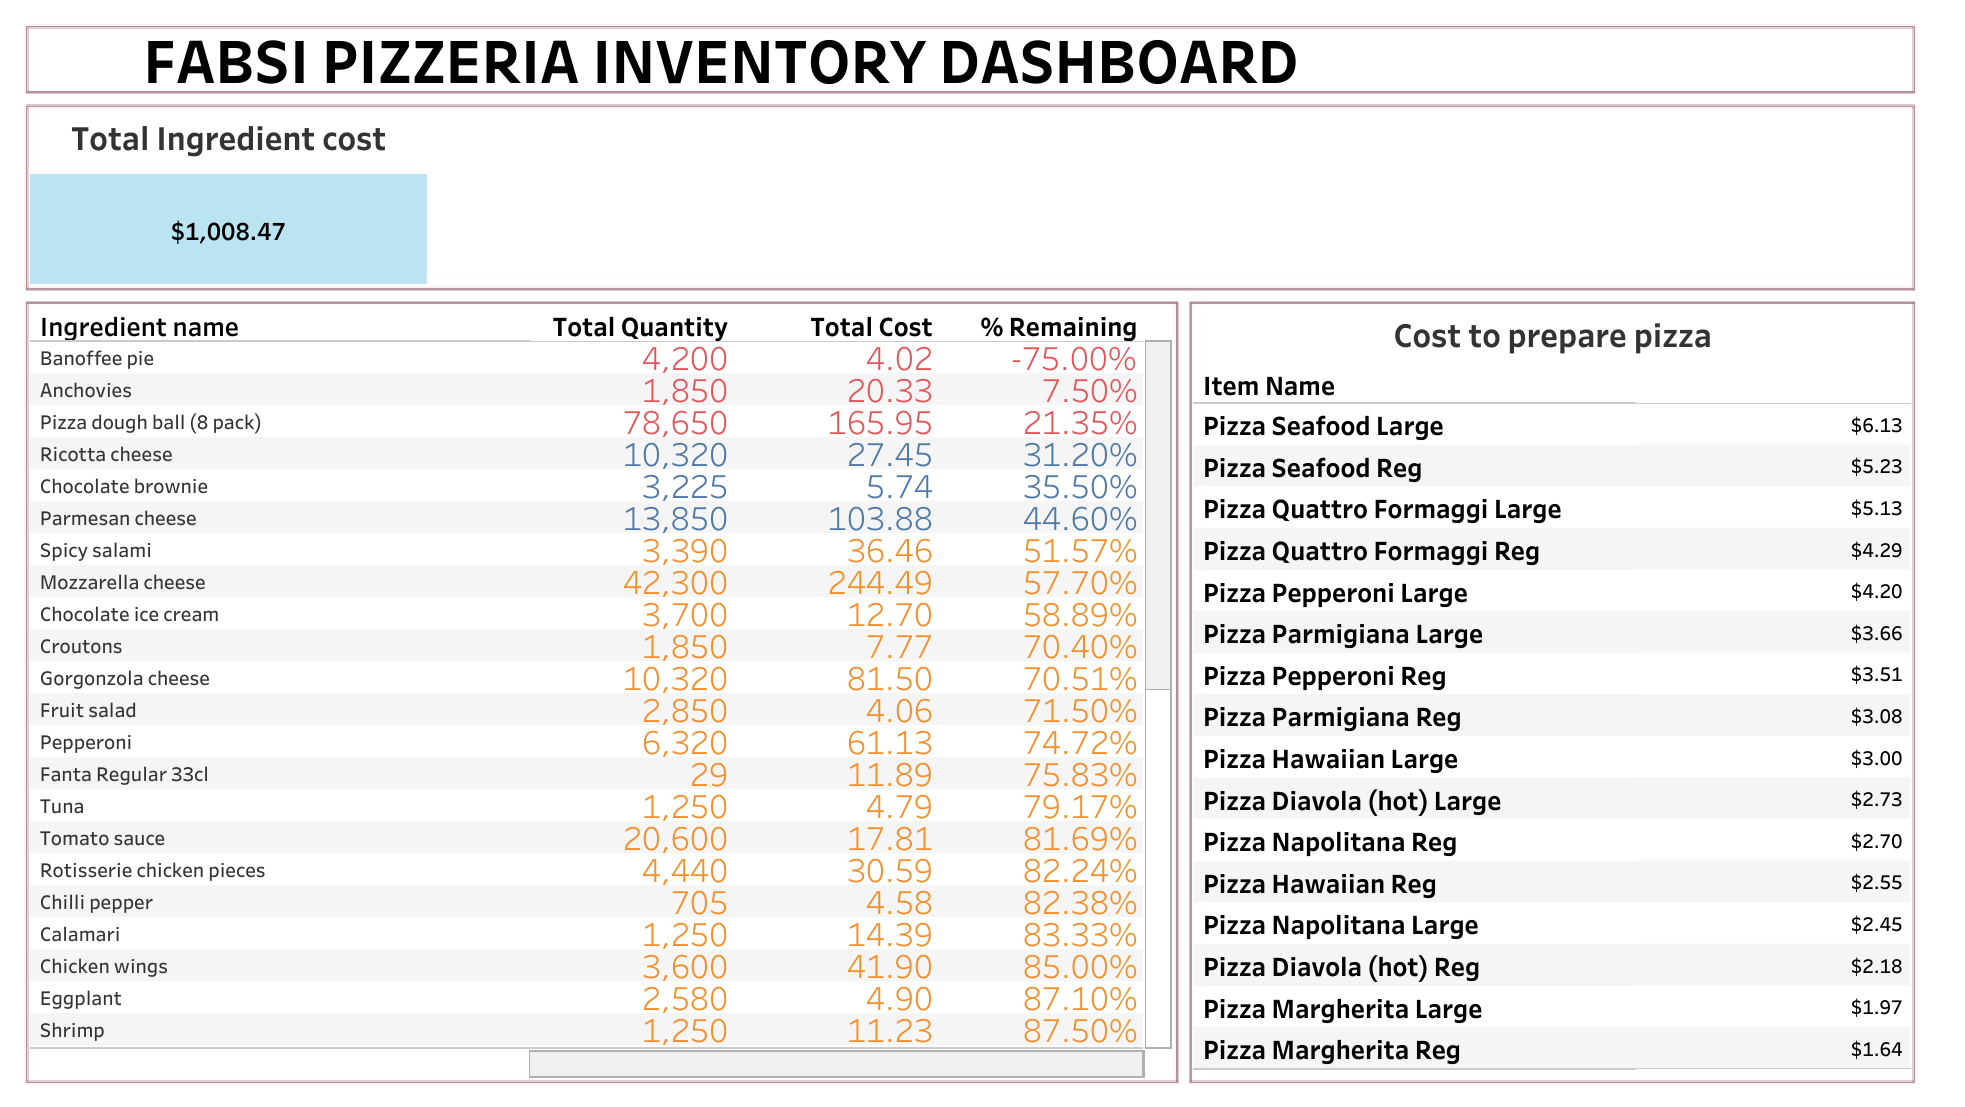 FABSI PIZZERIA INVENTORY DASHBOARD
Total Ingredient cost
$1,008.47
Ingredient name Total Quantity Total Cost % Remaining
Banoffee pie 4,200 4.02 -75.00%
Anchovies 1,850 20.33 7.50%
Pizza dough ball (8 pack) 78,650 165.95 21.35%
Ricotta cheese 10,320 27.45 31.20%
Chocolate brownie 3,225 5.74 35.50%
Parmesan cheese 13,850 103.88 44.60%
Spicy salami 3,390 36.46 51.57%
Mozzarella cheese 42,300 244.49 57.70%
Chocolate ice cream 3,700 12.70 58.89%
Croutons 1,850 7.77 70.40%
Gorgonzola cheese 10,320 81.50 70.51%
Fruit salad 2,850 4.06 71.50%
Pepperoni 6,320 61.13 74.72%
Fanta Regular 33cl 29 11.89 75.83%
Tuna 1,250 4.79 79.17%
Tomato sauce 20,600 17.81 81.69%
Rotisserie chicken pieces 4,440 30.59 82.24%
Chilli pepper 705 4.58 82.38%
Calamari 1,250 14.39 83.33%
Chicken wings 3,600 41.90 85.00%
Eggplant 2,580 4.90 87.10%
Shrimp 1,250 11.23 87.50%
Cost to prepare pizza
Item Name
Pizza Seafood Large $6.13
Pizza Seafood Reg $5.23
Pizza Quattro Formaggi Large $5.13
Pizza Quattro Formaggi Reg $4.29
Pizza Pepperoni Large $4.20
Pizza Parmigiana Large $3.66
Pizza Pepperoni Reg $3.51
Pizza Parmigiana Reg $3.08
Pizza Hawaiian Large $3.00
Pizza Diavola (hot) Large $2.73
Pizza Napolitana Reg $2.70
Pizza Hawaiian Reg $2.55
Pizza Napolitana Large $2.45
Pizza Diavola (hot) Reg $2.18
Pizza Margherita Large $1.97
Pizza Margherita Reg $1.64